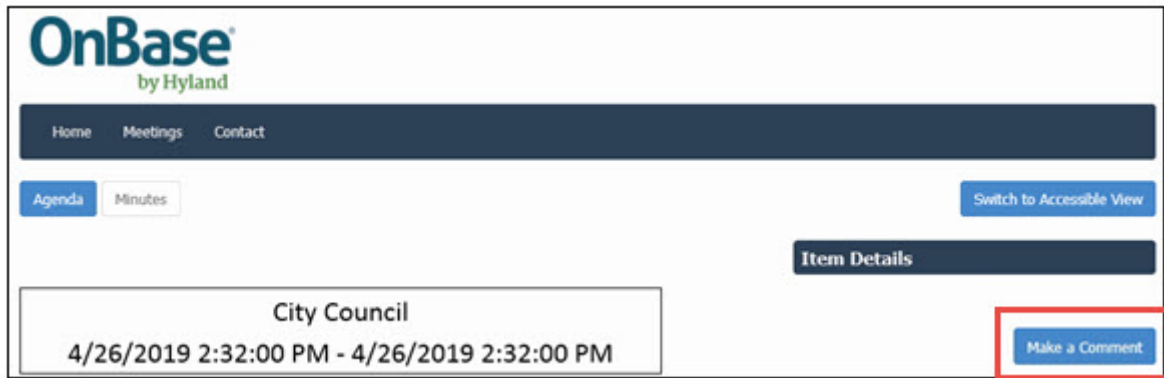 OnBase®
by Hyland
Home Meetings Contact
Agenda Minutes Switch to Accessible View
Item Details
City Council
4/26/2019 2:32:00 PM - 4/26/2019 2:32:00 PM
Make a Comment